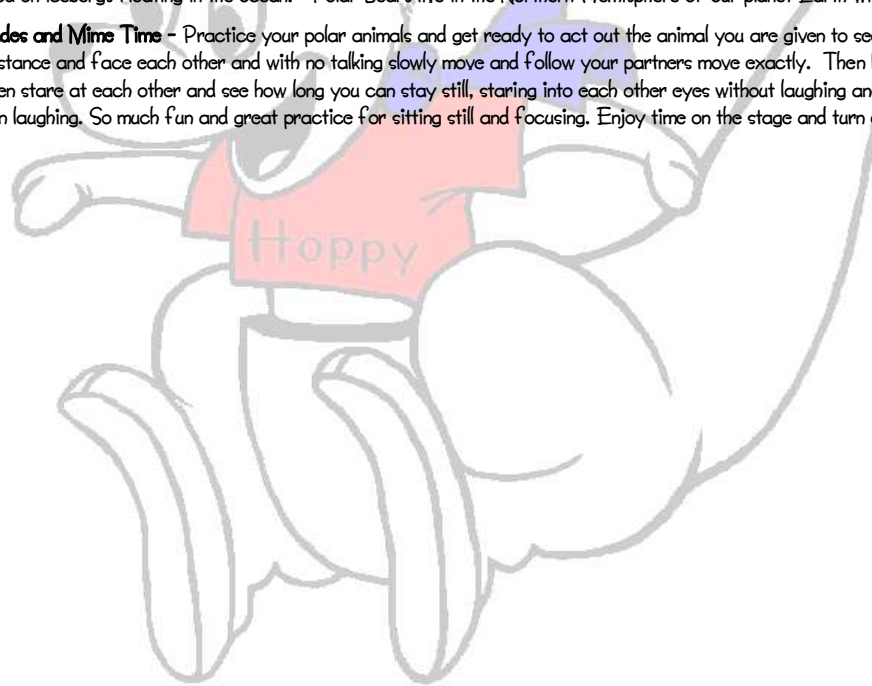 on icebergs floating in the ocean. Polar Bears live in the Northern Hemisphere of our planet Earth
des and Mime Time - Practice your polar animals and get ready to act out the animal you are given to see
stance and face each other and with no talking slowly move and follow your partners move exactly. Then
en stare at each other and see how long you can stay still, staring into each other eyes without laughing an
n laughing. So much fun and great practice for sitting still and focusing. Enjoy time on the stage and turn
Hoppy